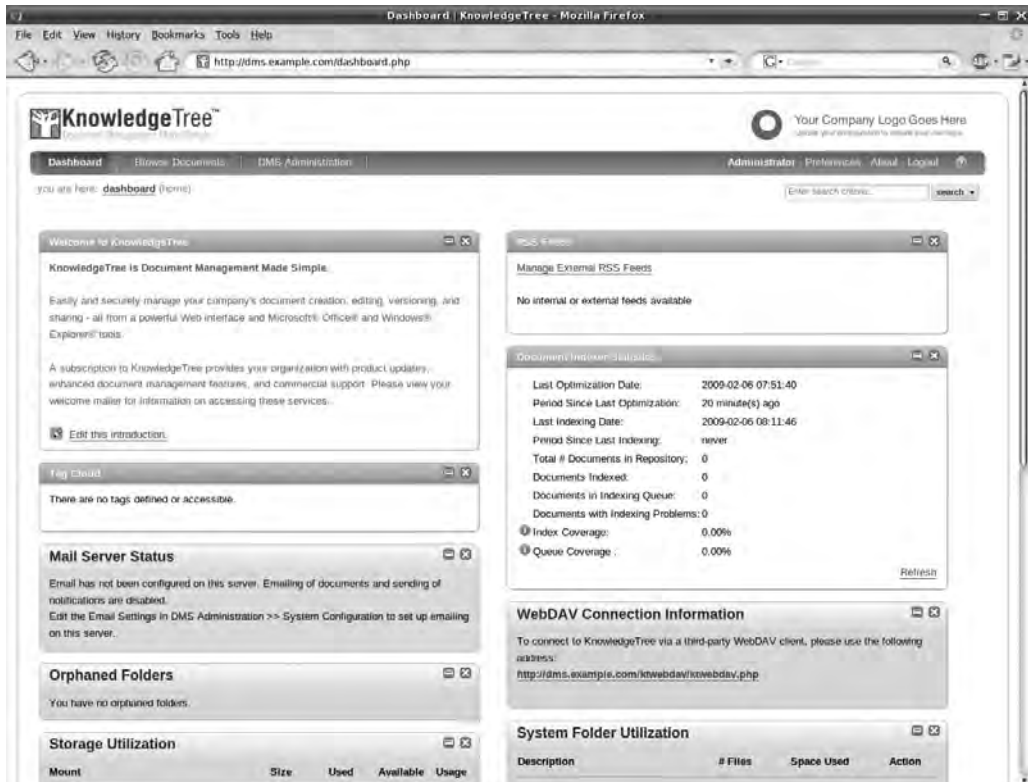 Dashboard | KnowledgeTree - Mozilla Firefox
File Edit View History Bookmarks Tools Help
http://dms.example.com/dashboard.php
KnowledgeTree™
Your Company Logo Goes Here
Dashboard Browse Documents DMS Administration
Administrator Preferences About Logout
you are here: dashboard (home)
Enter search criteria... search
Welcome to KnowledgeTree
KnowledgeTree is Document Management Made Simple.
Easily and securely manage your company's document creation, editing, versioning, and
sharing - all from a powerful Web interface and Microsoft® Office® and Windows®
Explorer® tools.
A subscription to KnowledgeTree provides your organization with product updates,
enhanced document management features, and commercial support. Please view your
welcome mailer for information on accessing these services.
Edit this introduction.
Tag Cloud
There are no tags defined or accessible.
Mail Server Status
Email has not been configured on this server. Emailing of documents and sending of
notifications are disabled.
Edit the Email Settings in DMS Administration >> System Configuration to set up emailing
on this server.
Orphaned Folders
You have no orphaned folders.
Storage Utilization
Mount Size Used Available Usage
RSS Feeds
Manage External RSS Feeds
No internal or external feeds available
Document Indexer Statistics
Last Optimization Date: 2009-02-06 07:51:40
Period Since Last Optimization: 20 minute(s) ago
Last Indexing Date: 2009-02-06 08:11:46
Period Since Last Indexing: never
Total # Documents in Repository: 0
Documents Indexed: 0
Documents in Indexing Queue: 0
Documents with Indexing Problems: 0
Index Coverage: 0.00%
Queue Coverage : 0.00%
Refresh
WebDAV Connection Information
To connect to KnowledgeTree via a third-party WebDAV client, please use the following
address:
http://dms.example.com/ktwebdav/ktwebdav.php
System Folder Utilization
Description # Files Space Used Action